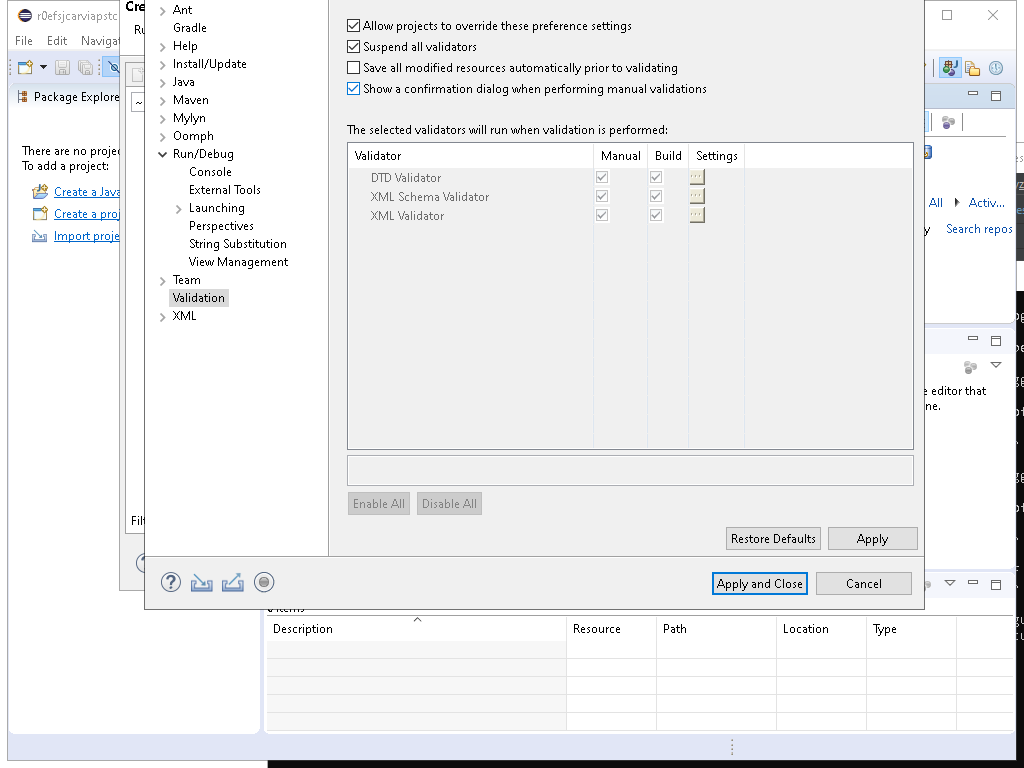 r0efsjcarviapstc
File Edit Navigat
Package Explore
There are no projec
To add a project:
Create a Java
Create a proj
Import proje
Cre
Ru
~
Filt
Ant
Gradle
Help
Install/Update
Java
Maven
Mylyn
Oomph
Run/Debug
Console
External Tools
Launching
Perspectives
String Substitution
View Management
Team
Validation
XML
Allow projects to override these preference settings
Suspend all validators
Save all modified resources automatically prior to validating
Show a confirmation dialog when performing manual validations
The selected validators will run when validation is performed:
Validator Manual Build Settings
DTD Validator
XML Schema Validator
XML Validator
Enable All Disable All
Restore Defaults Apply
Apply and Close Cancel
All Activ...
y Search repos
e editor that
ne.
items
Description Resource Path Location Type